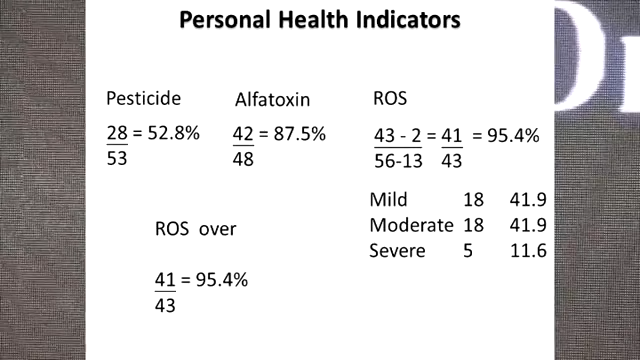 Personal Health Indicators
Pesticide
28 = 52.8%
53
Alfatoxin
42 = 87.5%
48
ROS
43 - 2 = 41 = 95.4%
56-13 43
Mild 18 41.9
Moderate 18 41.9
Severe 5 11.6
ROS over
41 = 95.4%
43